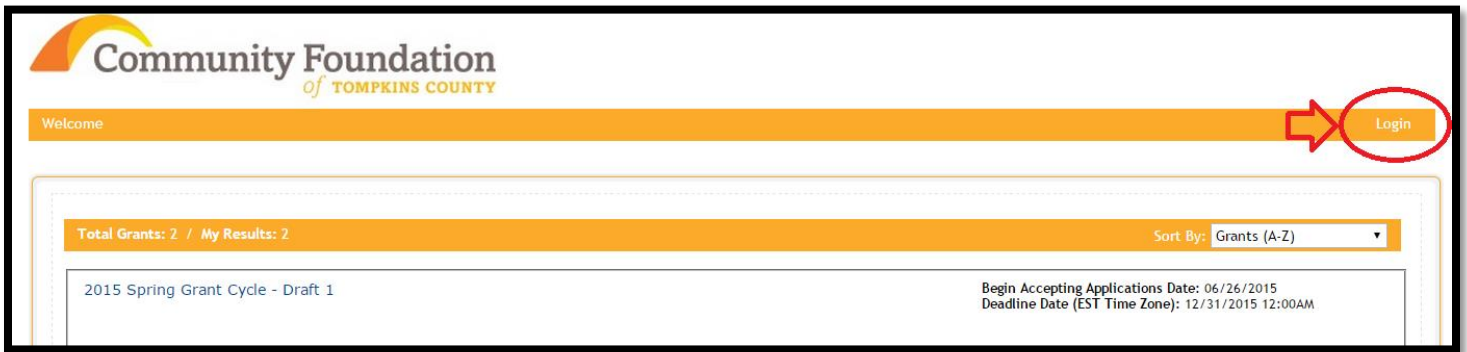 Community Foundation
of TOMPKINS COUNTY
Welcome
Login
Total Grants: 2 / My Results: 2
Sort By: Grants (A-Z)
2015 Spring Grant Cycle - Draft 1
Begin Accepting Applications Date: 06/26/2015
Deadline Date (EST Time Zone): 12/31/2015 12:00AM